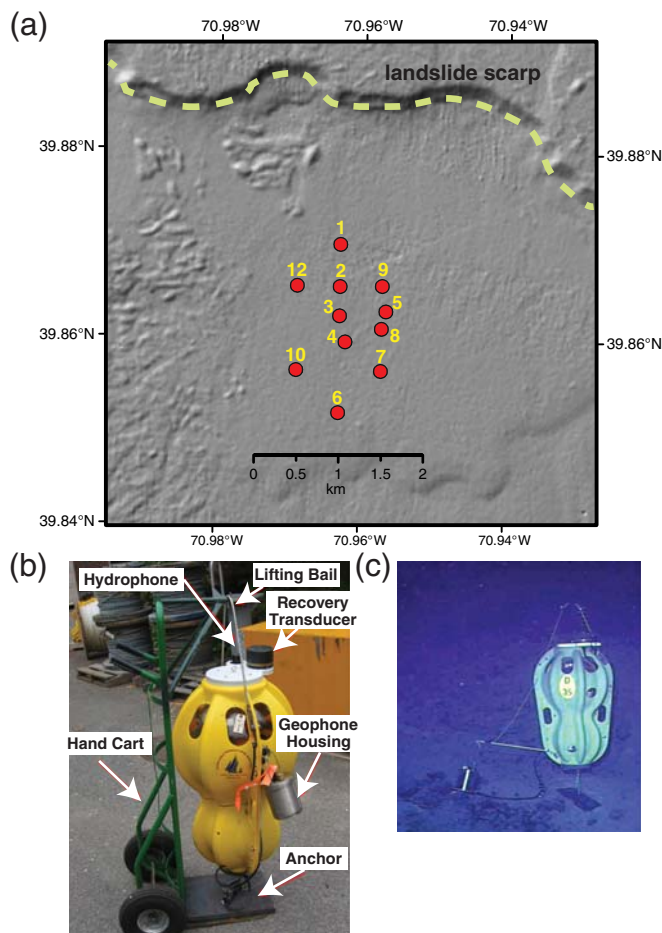 (a)
70.98°W 70.96°W 70.94°W
landslide scarp
39.88°N 39.88°N
1
12 2 9
3 5
4 8
39.86°N 39.86°N
10 7
6
0 0.5 1 1.5 2
km
39.84°N
70.98°W 70.96°W 70.94°W
(b)
(c)
Hydrophone
Lifting Bail
Recovery
Transducer
Geophone
Housing
Hand Cart
Anchor
D
35